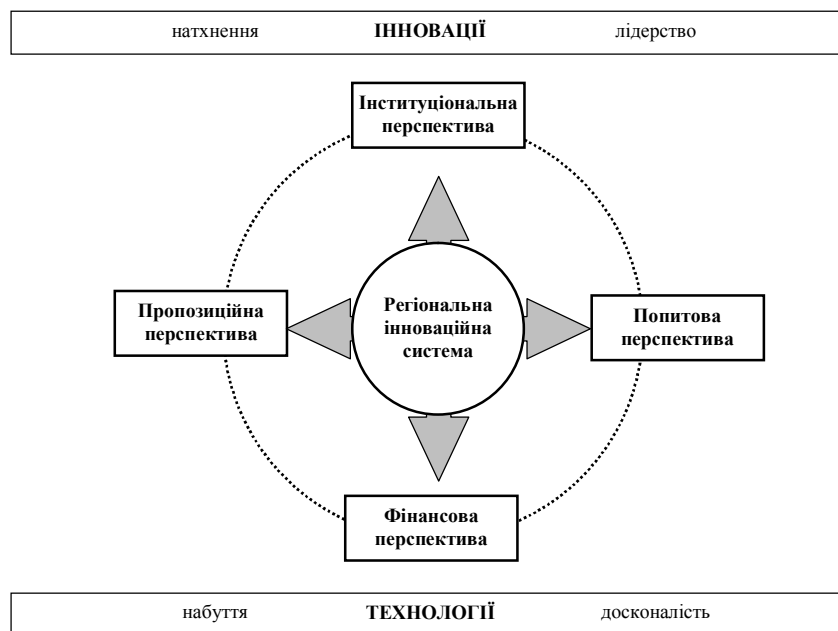 натхнення ІННОВАЦІЇ лідерство
Інституціональна
перспектива
Пропозиційна
перспектива
Регіональна
інноваційна
система
Попитова
перспектива
Фінансова
перспектива
набуття ТЕХНОЛОГІЇ досконалість